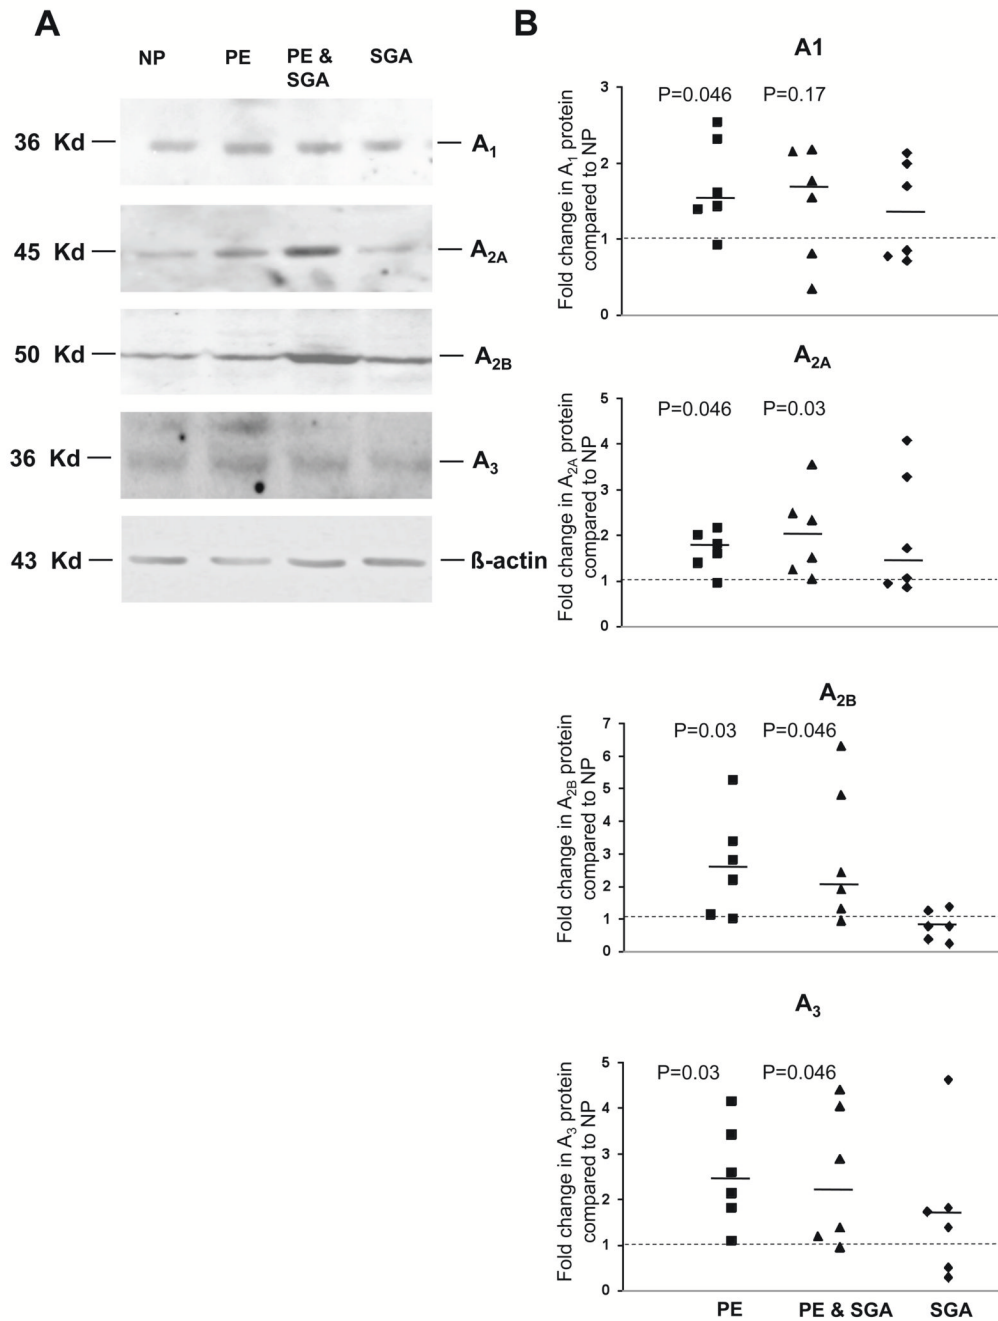 A
NP PE PE & SGA SGA
36 Kd A1
45 Kd A2A
50 Kd A2B
36 Kd A3
43 Kd ß-actin
B
A1
P=0.046 P=0.17
Fold change in A1 protein
compared to NP
3
2
1
0
A2A
P=0.046 P=0.03
Fold change in A2A protein
compared to NP
5
4
3
2
1
0
A2B
P=0.03 P=0.046
Fold change in A2B protein
compared to NP
7
6
5
4
3
2
1
0
A3
P=0.03 P=0.046
Fold change in A3 protein
compared to NP
5
4
3
2
1
0
PE PE & SGA SGA